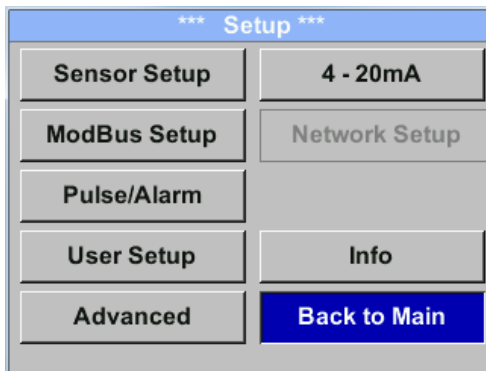 *** Setup ***
Sensor Setup
4 - 20mA
ModBus Setup
Network Setup
Pulse/Alarm
User Setup
Info
Advanced
Back to Main